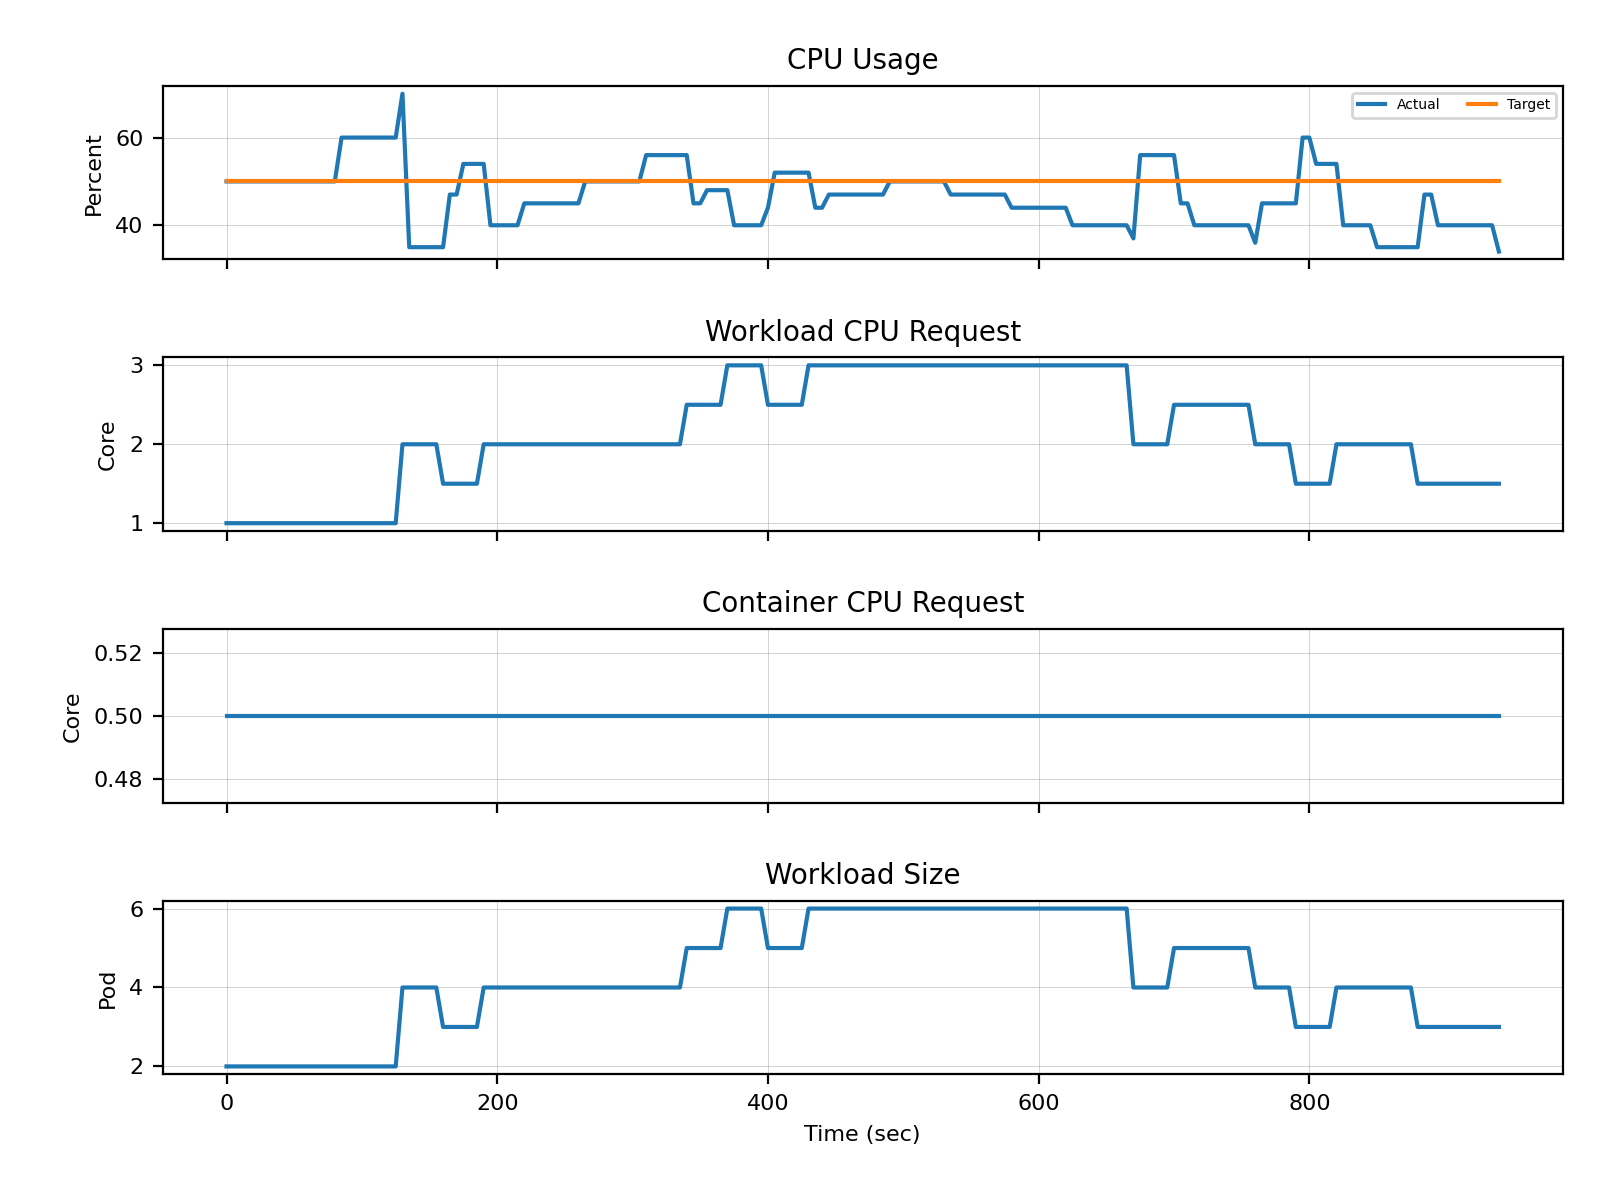 CPU Usage
Percent
60
40
Actual
Target
Workload CPU Request
Core
3
2
1
Container CPU Request
Core
0.52
0.50
0.48
Workload Size
Pod
6
4
2
0 200 400 600 800
Time (sec)